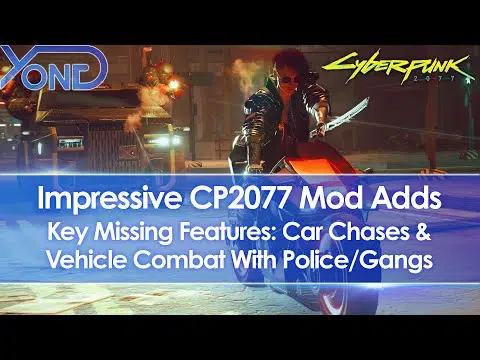 YONG
Cyberpunk
2077
Impressive CP2077 Mod Adds
Key Missing Features: Car Chases &
Vehicle Combat With Police/Gangs